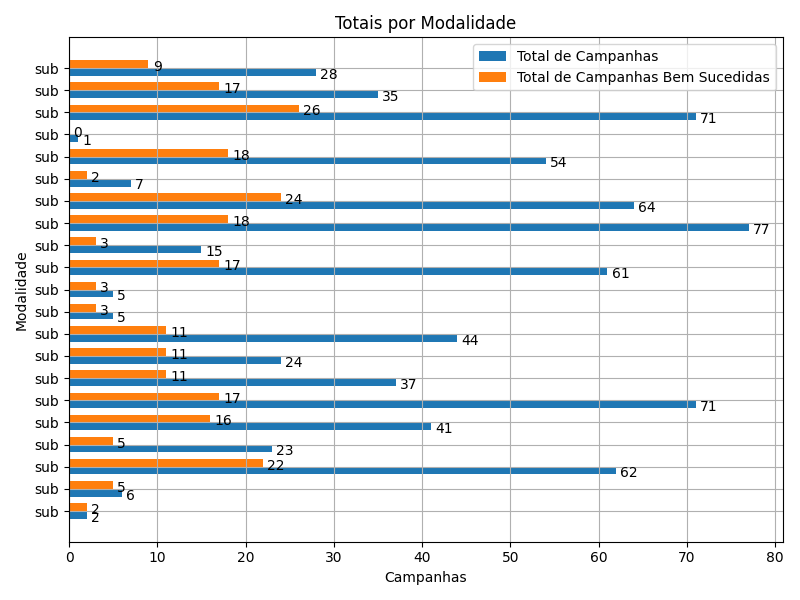 Totais por Modalidade
Total de Campanhas
Total de Campanhas Bem Sucedidas
Modalidade
sub 9
28
sub 17
35
sub 26
71
sub 0
1
sub 18
54
sub 2
7
sub 24
64
sub 18
77
sub 3
15
sub 17
61
sub 3
5
sub 3
5
sub 11
44
sub 11
24
sub 11
37
sub 17
71
sub 16
41
sub 5
23
sub 22
62
sub 5
6
sub 2
2
0 10 20 30 40 50 60 70 80
Campanhas